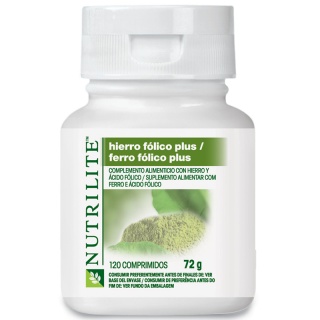 NUTRILITE™
hierro fólico plus /
ferro fólico plus
COMPLEMENTO ALIMENTICIO CON HIERRO Y
ÁCIDO FÓLICO / SUPLEMENTO ALIMENTAR COM
FERRO E ÁCIDO FÓLICO
120 COMPRIMIDOS 72 g
CONSUMIR PREFERENTEMENTE ANTES DE FINALES DE: VER
BASE DEL ENVASE / CONSUMIR DE PREFERÊNCIA ANTES DO
FIM DE: VER FUNDO DA EMBALAGEM